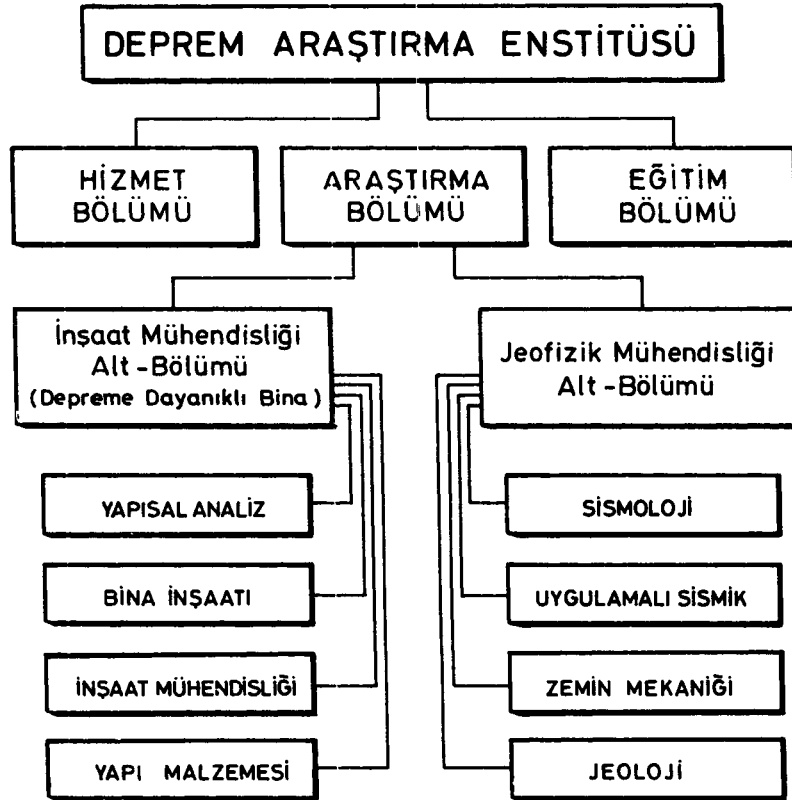 DEPREM ARAŞTIRMA ENSTİTÜSÜ
HİZMET
BÖLÜMÜ
ARAŞTIRMA
BÖLÜMÜ
EĞİTİM
BÖLÜMÜ
İnşaat Mühendisliği
Alt-Bölümü
(Depreme Dayanıklı Bina)
Jeofizik Mühendisliği
Alt-Bölümü
YAPISAL ANALİZ
BİNA İNŞAATI
İNŞAAT MÜHENDİSLİĞİ
YAPI MALZEMESİ
SİSMOLOJİ
UYGULAMALI SİSMİK
ZEMİN MEKANİĞİ
JEOLOJİ